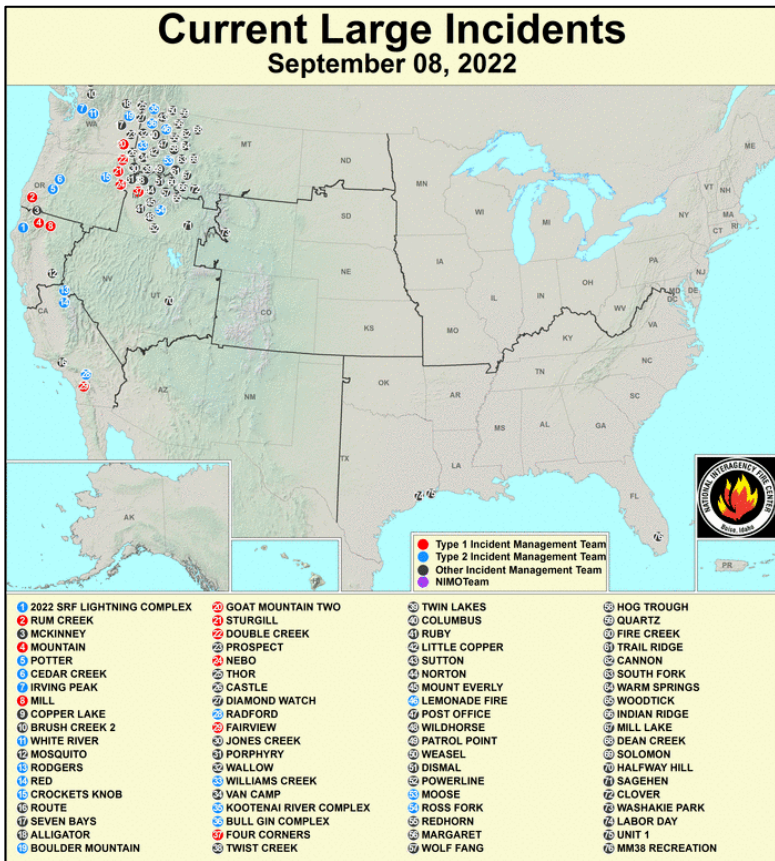 Current Large Incidents
September 08, 2022
WA
OR
CA
NV
UT
AZ
MT
ND
SD
NE
CO
KS
NM
OK
TX
MN
IA
MO
AR
LA
WI
IL
MI
IN
OH
KY
TN
MS
AL
GA
FL
SC
NC
VA
WV
PA
NY
VT
NH
ME
MA
CT
RI
NJ
DE
MD
DC
AK
HI
PR
NATIONAL INTERAGENCY FIRE CENTER
Boise, Idaho
Type 1 Incident Management Team
Type 2 Incident Management Team
Other Incident Management Team
NIMOTeam
1 2022 SRF LIGHTNING COMPLEX
2 RUM CREEK
3 MCKINNEY
4 MOUNTAIN
5 POTTER
6 CEDAR CREEK
7 IRVING PEAK
8 MILL
9 COPPER LAKE
10 BRUSH CREEK 2
11 WHITE RIVER
12 MOSQUITO
13 RODGERS
14 RED
15 CROCKETS KNOB
16 ROUTE
17 SEVEN BAYS
18 ALLIGATOR
19 BOULDER MOUNTAIN
20 GOAT MOUNTAIN TWO
21 STURGILL
22 DOUBLE CREEK
23 PROSPECT
24 NEBO
25 THOR
26 CASTLE
27 DIAMOND WATCH
28 RADFORD
29 FAIRVIEW
30 JONES CREEK
31 PORPHYRY
32 WALLOW
33 WILLIAMS CREEK
34 VAN CAMP
35 KOOTENAI RIVER COMPLEX
36 BULL GIN COMPLEX
37 FOUR CORNERS
38 TWIST CREEK
39 TWIN LAKES
40 COLUMBUS
41 RUBY
42 LITTLE COPPER
43 SUTTON
44 NORTON
45 MOUNT EVERLY
46 LEMONADE FIRE
47 POST OFFICE
48 WILDHORSE
49 PATROL POINT
50 WEASEL
51 DISMAL
52 POWERLINE
53 MOOSE
54 ROSS FORK
55 REDHORN
56 MARGARET
57 WOLF FANG
58 HOG TROUGH
59 QUARTZ
60 FIRE CREEK
61 TRAIL RIDGE
62 CANNON
63 SOUTH FORK
64 WARM SPRINGS
65 WOODTICK
66 INDIAN RIDGE
67 MILL LAKE
68 DEAN CREEK
69 SOLOMON
70 HALFWAY HILL
71 SAGEHEN
72 CLOVER
73 WASHAKIE PARK
74 LABOR DAY
75 UNIT 1
76 MM38 RECREATION